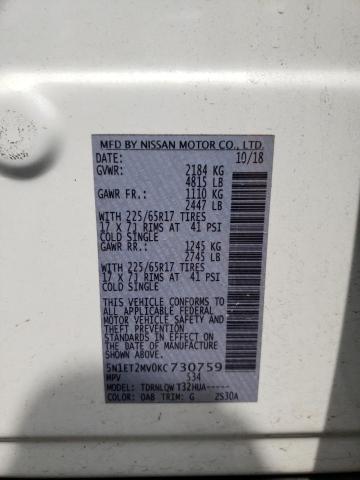 MFD BY NISSAN MOTOR CO., LTD.
DATE: 10/18
GVWR: 2184 KG
4815 LB
GAWR FR.: 1110 KG
2447 LB
WITH 225/65R17 TIRES
17 X 7J RIMS AT 41 PSI
COLD SINGLE
GAWR RR.: 1245 KG
2745 LB
WITH 225/65R17 TIRES
17 X 7J RIMS AT 41 PSI
COLD SINGLE
THIS VEHICLE CONFORMS TO
ALL APPLICABLE FEDERAL
MOTOR VEHICLE SAFETY
STANDARDS IN EFFECT ON
THE DATE OF MANUFACTURE
SHOWN ABOVE.
5N1ET2MV0KC730759
MPV 534
MODEL: TDRNLQW T32HUA-----
COLOR: QAB TRIM: G 2S30A